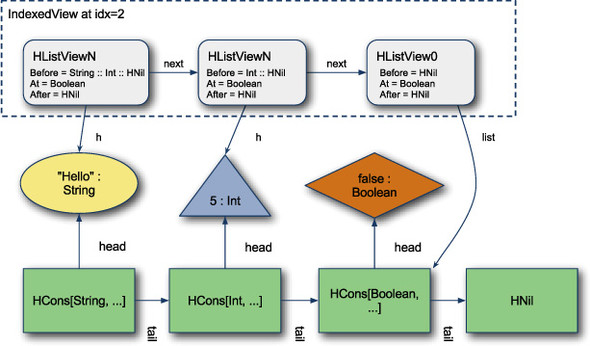 IndexedView at idx=2
HListViewN
Before = String :: Int :: HNil
At = Boolean
After = HNil
next
HListViewN
Before = Int :: HNil
At = Boolean
After = HNil
next
HListView0
Before = HNil
At = Boolean
After = HNil
h
h
list
"Hello" :
String
5 : Int
false :
Boolean
head
head
head
HCons[String, ...]
tail
HCons[Int, ...]
tail
HCons[Boolean,
...]
tail
HNil